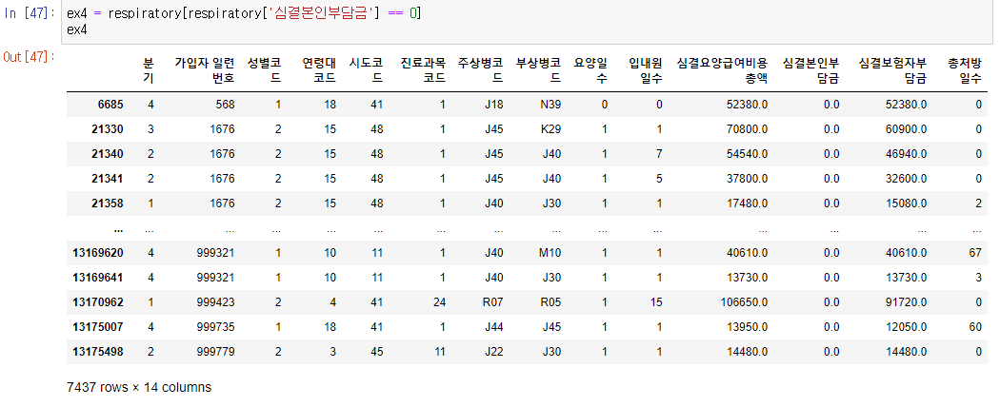 In [47]: ex4 = respiratory[respiratory['심결본인부담금'] == 0]
ex4
Out[47]:
분기 가입자 일련번호 성별코드 연령대코드 시도코드 진료과목코드 주상병코드 부상병코드 요양일수 입내원일수 심결요양급여비용총액 심결본인부담금 심결보험자부담금 총처방일수
6685 4 568 1 18 41 1 J18 N39 0 0 52380.0 0.0 52380.0 0
21330 3 1676 2 15 48 1 J45 K29 1 1 70800.0 0.0 60900.0 0
21340 2 1676 2 15 48 1 J45 J40 1 7 54540.0 0.0 46940.0 0
21341 2 1676 2 15 48 1 J45 J40 1 5 37800.0 0.0 32600.0 0
21358 1 1676 2 15 48 1 J40 J30 1 1 17480.0 0.0 15080.0 2
... ... ... ... ... ... ... ... ... ... ... ... ... ... ...
13169620 4 999321 1 10 11 1 J40 M10 1 1 40610.0 0.0 40610.0 67
13169641 4 999321 1 10 11 1 J40 J30 1 1 13730.0 0.0 13730.0 3
13170962 1 999423 2 4 41 24 R07 R05 1 15 106650.0 0.0 91720.0 0
13175007 4 999735 1 18 41 1 J44 J45 1 1 13950.0 0.0 12050.0 60
13175498 2 999779 2 3 45 11 J22 J30 1 1 14480.0 0.0 14480.0 0
7437 rows × 14 columns